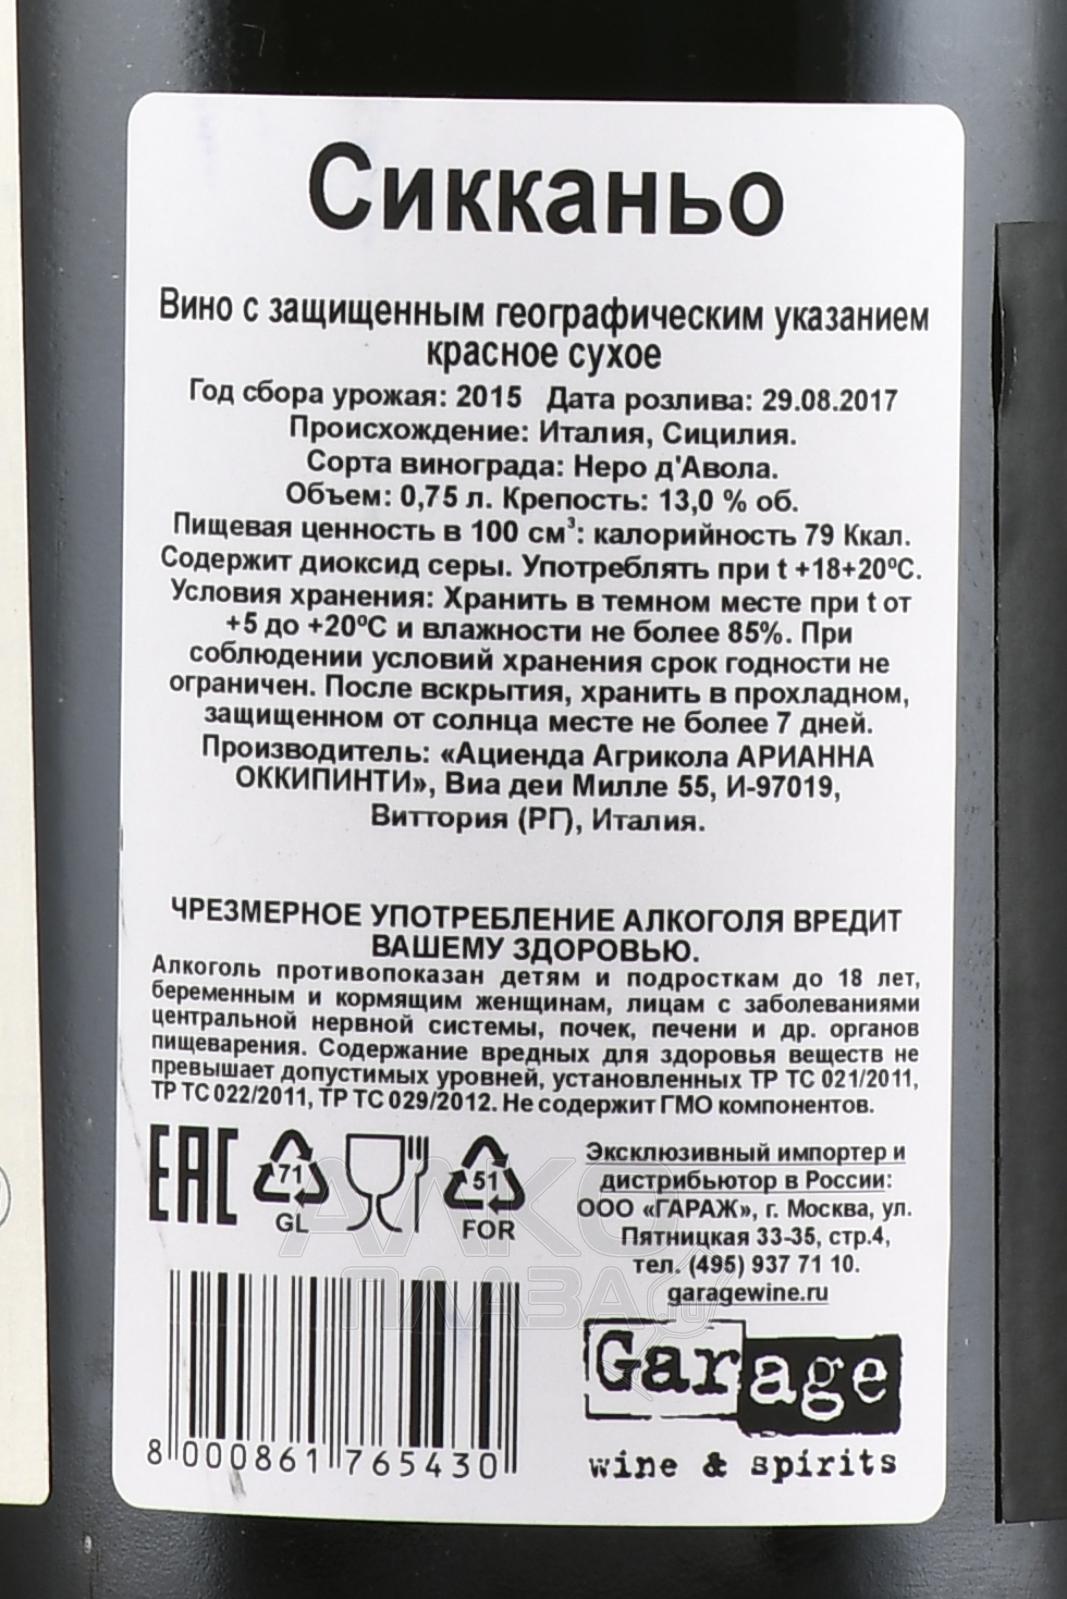 Сикканьо
Вино с защищенным географическим указанием
красное сухое
Год сбора урожая: 2015 Дата розлива: 29.08.2017
Происхождение: Италия, Сицилия.
Сорта винограда: Неро д'Авола.
Объем: 0,75 л. Крепость: 13,0 % об.
Пищевая ценность в 100 см³: калорийность 79 Ккал.
Содержит диоксид серы. Употреблять при t +18+20ºС.
Условия хранения: Хранить в темном месте при t от
+5 до +20ºС и влажности не более 85%. При
соблюдении условий хранения срок годности не
ограничен. После вскрытия, хранить в прохладном,
защищенном от солнца месте не более 7 дней.
Производитель: «Ациенда Агрикола АРИАННА
ОККИПИНТИ», Виа деи Милле 55, И-97019,
Виттория (РГ), Италия.
ЧРЕЗМЕРНОЕ УПОТРЕБЛЕНИЕ АЛКОГОЛЯ ВРЕДИТ
ВАШЕМУ ЗДОРОВЬЮ.
Алкоголь противопоказан детям и подросткам до 18 лет,
беременным и кормящим женщинам, лицам с заболеваниями
центральной нервной системы, почек, печени и др. органов
пищеварения. Содержание вредных для здоровья веществ не
превышает допустимых уровней, установленных ТР ТС 021/2011,
ТР ТС 022/2011, ТР ТС 029/2012. Не содержит ГМО компонентов.
EAC
71
GL
51
FOR
Эксклюзивный импортер и
дистрибьютор в России:
ООО «ГАРАЖ», г. Москва, ул.
Пятницкая 33-35, стр.4,
тел. (495) 937 71 10.
garagewine.ru
АЛКО
ПЛАЗА.ru
8 000861 765430
Garage
wine & spirits